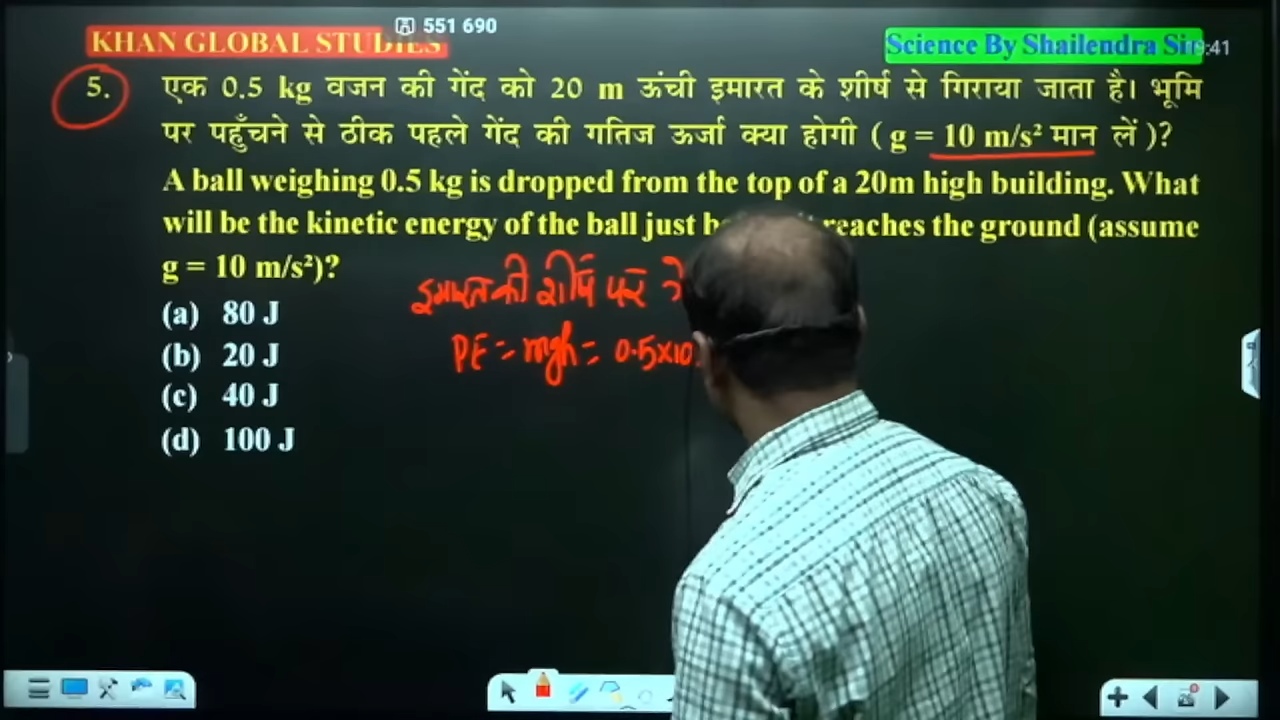 551 690
KHAN GLOBAL STUDIES
Science By Shailendra Sir
9:41
5. एक 0.5 kg वजन की गेंद को 20 m ऊंची इमारत के शीर्ष से गिराया जाता है। भूमि
पर पहुँचने से ठीक पहले गेंद की गतिज ऊर्जा क्या होगी ( g = 10 m/s² मान लें )?
A ball weighing 0.5 kg is dropped from the top of a 20m high building. What
will be the kinetic energy of the ball just reaches the ground (assume
g = 10 m/s²)?
इमारत की शीर्ष पर
PE = mgh = 0.5×10
(a) 80 J
(b) 20 J
(c) 40 J
(d) 100 J